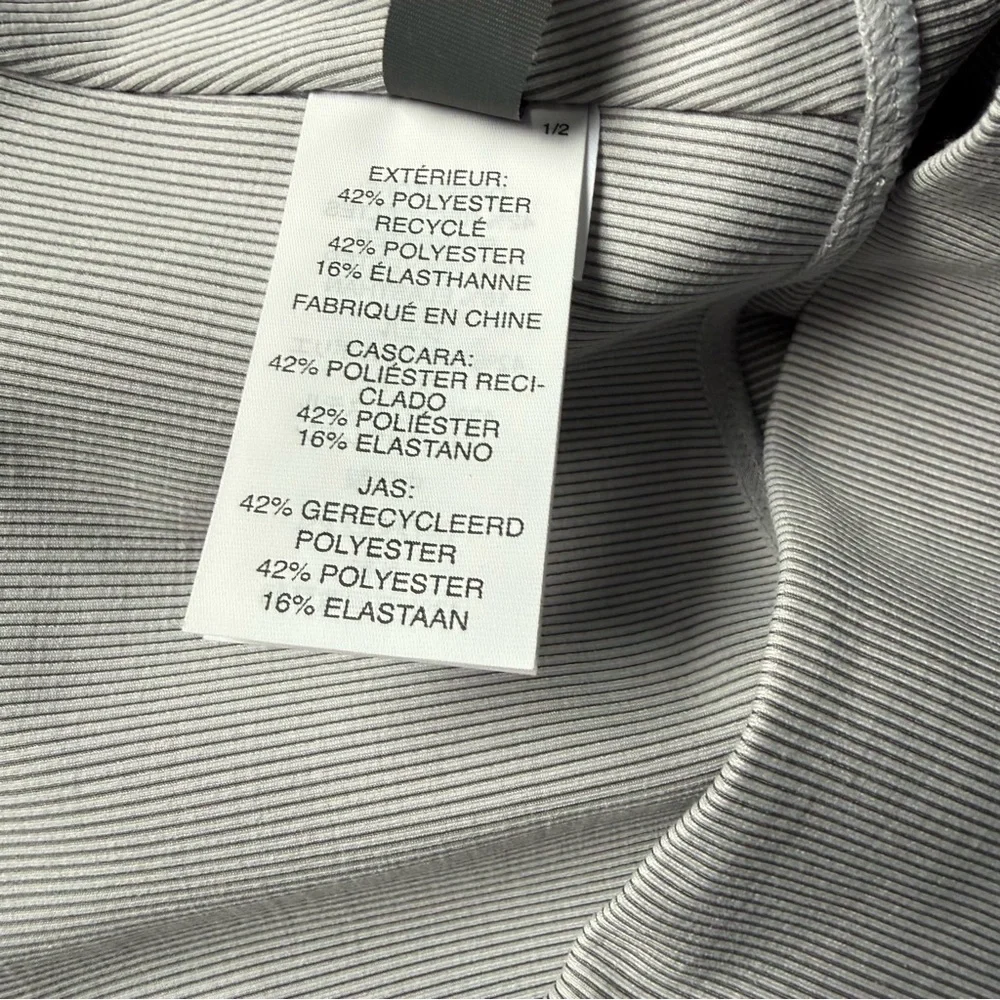 1/2
EXTÉRIEUR:
42% POLYESTER
RECYCLÉ
42% POLYESTER
16% ÉLASTHANNE
FABRIQUÉ EN CHINE
CASCARA:
42% POLIÉSTER RECI-
CLADO
42% POLIÉSTER
16% ELASTANO
JAS:
42% GERECYCLEERD
POLYESTER
42% POLYESTER
16% ELASTAAN